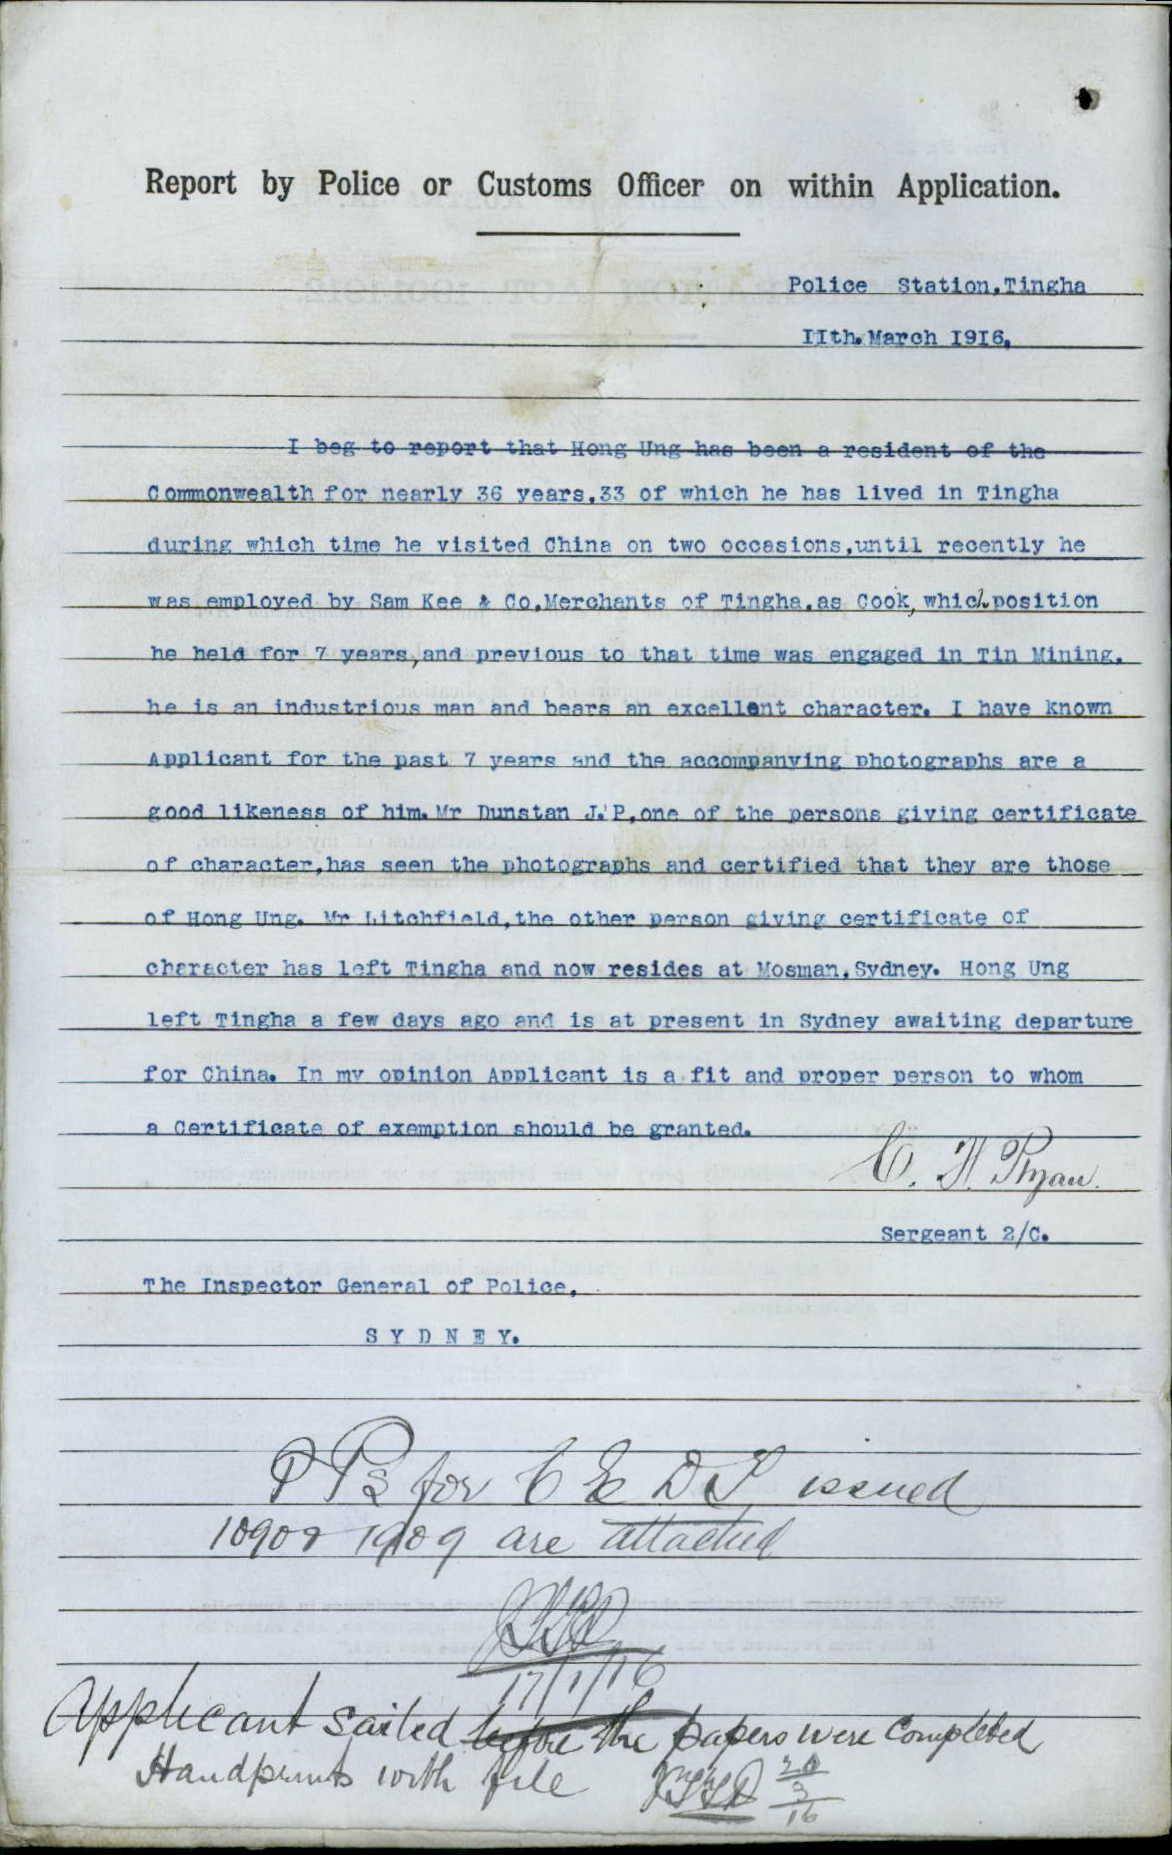 Report by Police or Customs Officer on within Application.
Police Station,Tingha
IIth.March 1916.
I beg to report that Hong Ung has been a resident of the
Commonwealth for nearly 36 years,33 of which he has lived in Tingha
during which time he visited China on two occasions,until recently he
was employed by Sam Kee & Co,Merchants of Tingha,as Cook, which position
he held for 7 years,and previous to that time was engaged in Tin Mining.
he is an industrious man and bears an excellent character. I have known
Applicant for the past 7 years and the accompanying photographs are a
good likeness of him.Mr Dunstan J.P,one of the persons giving certificate
of character,has seen the photographs and certified that they are those
of Hong Ung. Mr Litchfield,the other person giving certificate of
character has left Tingha and now resides at Mosman,Sydney. Hong Ung
left Tingha a few days ago and is at present in Sydney awaiting departure
for China. In my opinion Applicant is a fit and proper person to whom
a Certificate of exemption should be granted.
C. H. Ryan.
Sergeant 2/C.
The Inspector General of Police,
S Y D N E Y.
for C E D T issued
1909 are attached
Applicant sailed before the papers were completed
Handprints with file